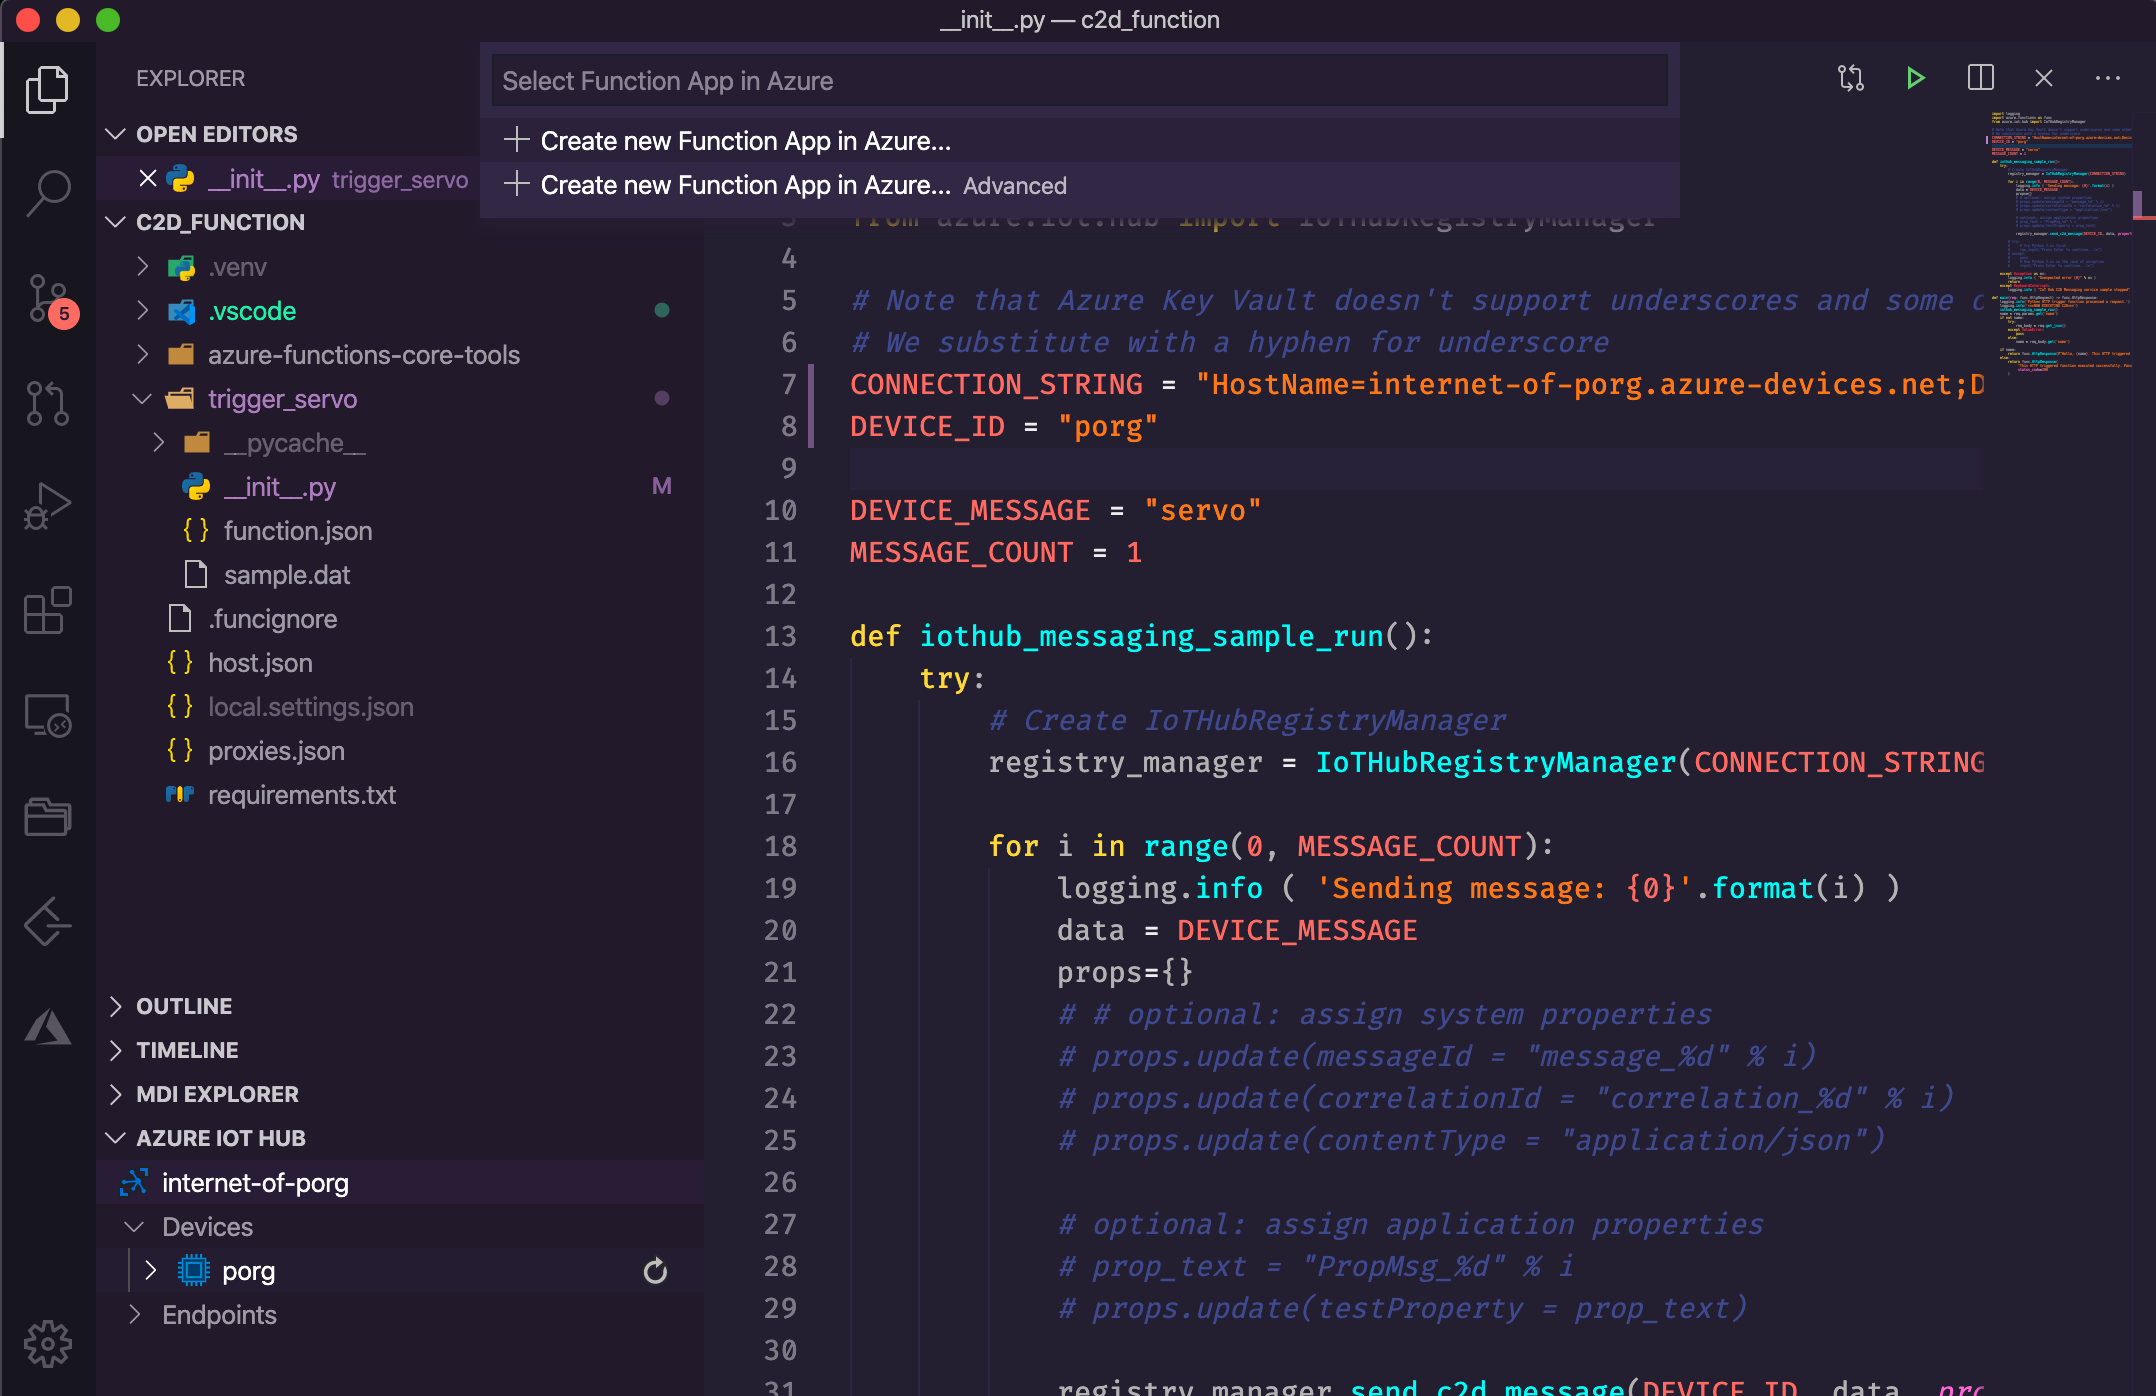 __init__.py — c2d_function
EXPLORER
OPEN EDITORS
__init__.py trigger_servo
C2D_FUNCTION
.venv
.vscode
azure-functions-core-tools
trigger_servo
__pycache__
__init__.py M
function.json
sample.dat
.funcignore
host.json
local.settings.json
proxies.json
requirements.txt
OUTLINE
TIMELINE
MDI EXPLORER
AZURE IOT HUB
internet-of-porg
Devices
porg
Endpoints
5
Select Function App in Azure
Create new Function App in Azure...
Create new Function App in Azure... Advanced
3 from azure.iot.hub import IoTHubRegistryManager
4
5 # Note that Azure Key Vault doesn't support underscores and some
6 # We substitute with a hyphen for underscore
7 CONNECTION_STRING = "HostName=internet-of-porg.azure-devices.net;D
8 DEVICE_ID = "porg"
9
10 DEVICE_MESSAGE = "servo"
11 MESSAGE_COUNT = 1
12
13 def iothub_messaging_sample_run():
14 try:
15 # Create IoTHubRegistryManager
16 registry_manager = IoTHubRegistryManager(CONNECTION_STRING
17
18 for i in range(0, MESSAGE_COUNT):
19 logging.info ( 'Sending message: {0}'.format(i) )
20 data = DEVICE_MESSAGE
21 props={}
22 # # optional: assign system properties
23 # props.update(messageId = "message_%d" % i)
24 # props.update(correlationId = "correlation_%d" % i)
25 # props.update(contentType = "application/json")
26
27 # optional: assign application properties
28 # prop_text = "PropMsg_%d" % i
29 # props.update(testProperty = prop_text)
30
31 registry_manager.send_c2d_message(DEVICE_ID, data, pro